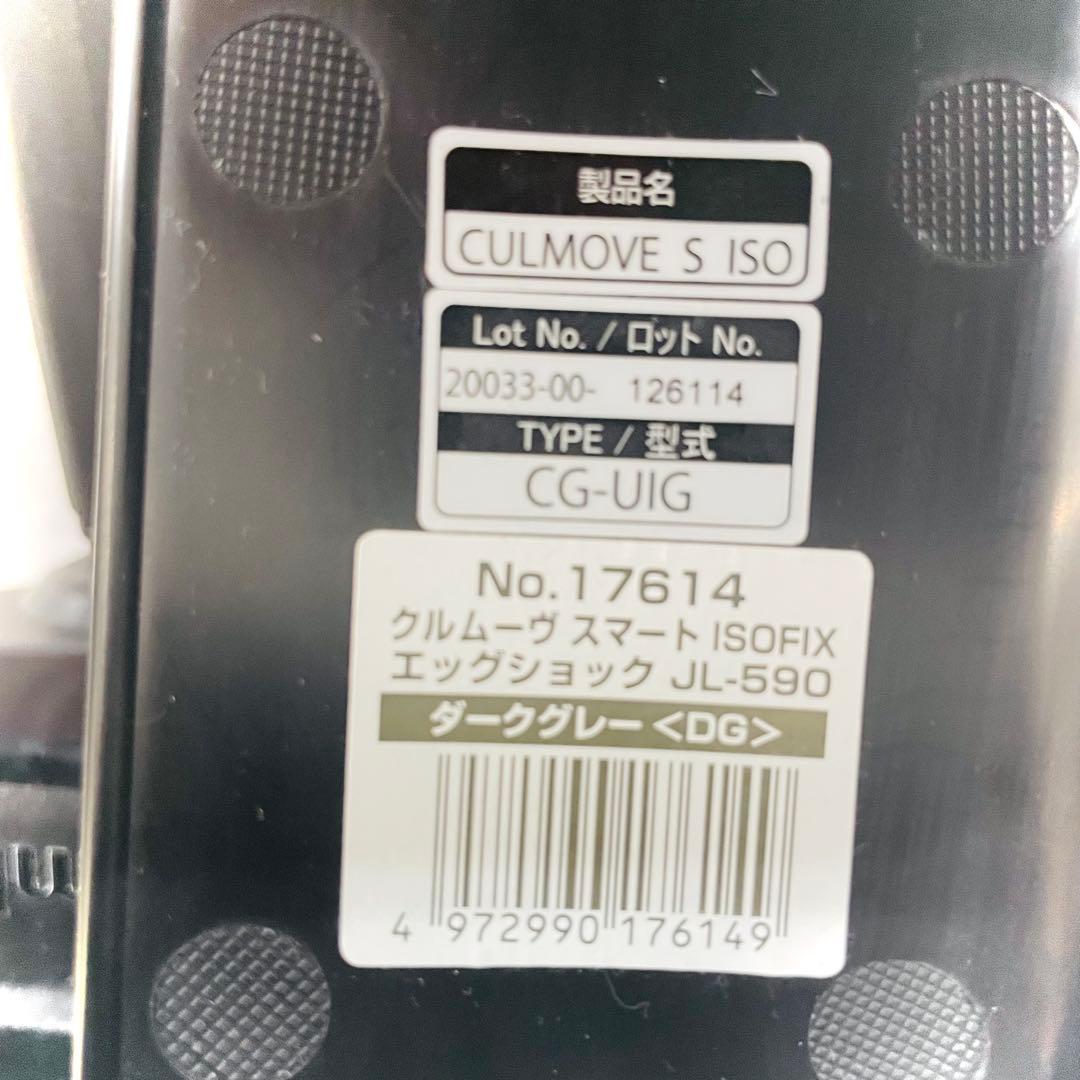 製品名
CULMOVE S ISO
Lot No. / ロット No.
20033-00- 126114
TYPE / 型式
CG-UIG
No.17614
クルムーヴ スマート ISOFIX
エッグショック JL-590
ダークグレー<DG>
4 972990 176149